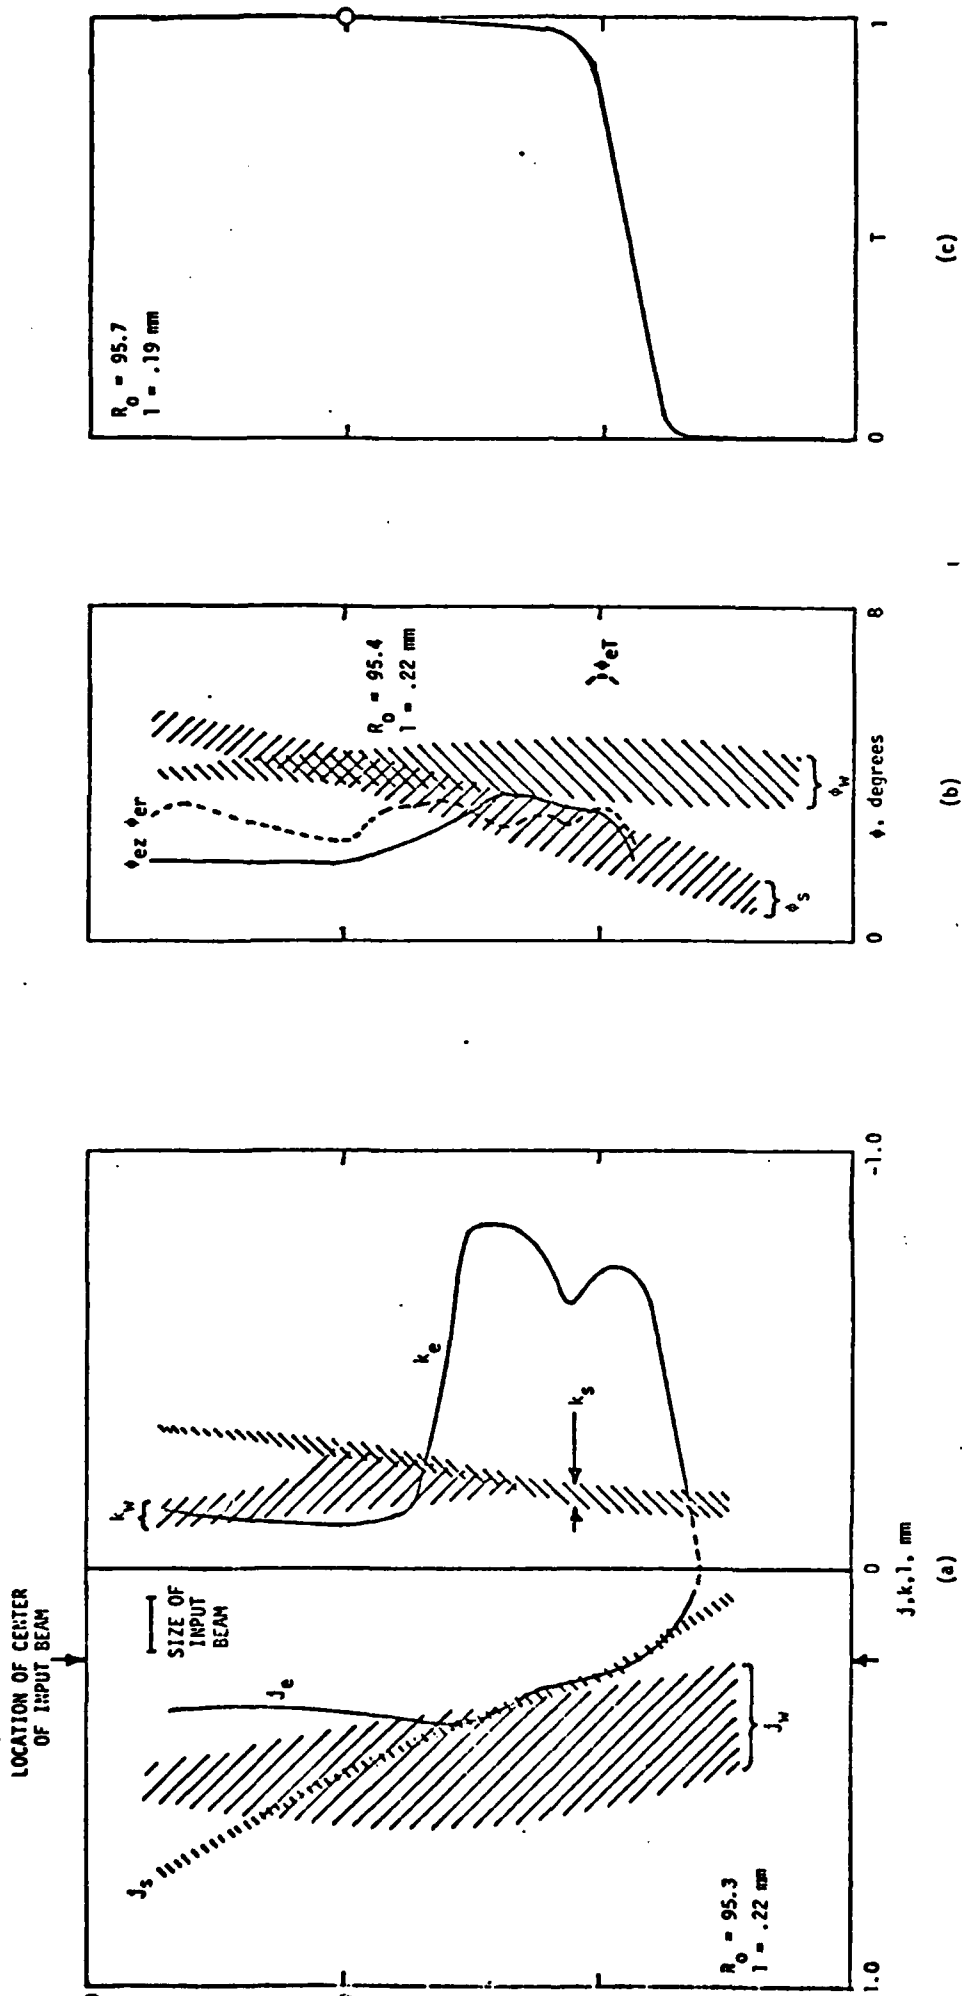 LOCATION OF CENTER
OF INPUT BEAM
SIZE OF
INPUT
BEAM
j_s
j_e
j_w
k_w
k_e
k_s
R_o = 95.3
l = .22 mm
1.0
0
-1.0
j,k,l, mm
(a)
ϕ_ez ϕ_er
R_o = 95.4
l = .22 mm
ϕ_eT
ϕ_s
ϕ_w
0
8
ϕ, degrees
(b)
R_o = 95.7
l = .19 mm
0
T
1
(c)